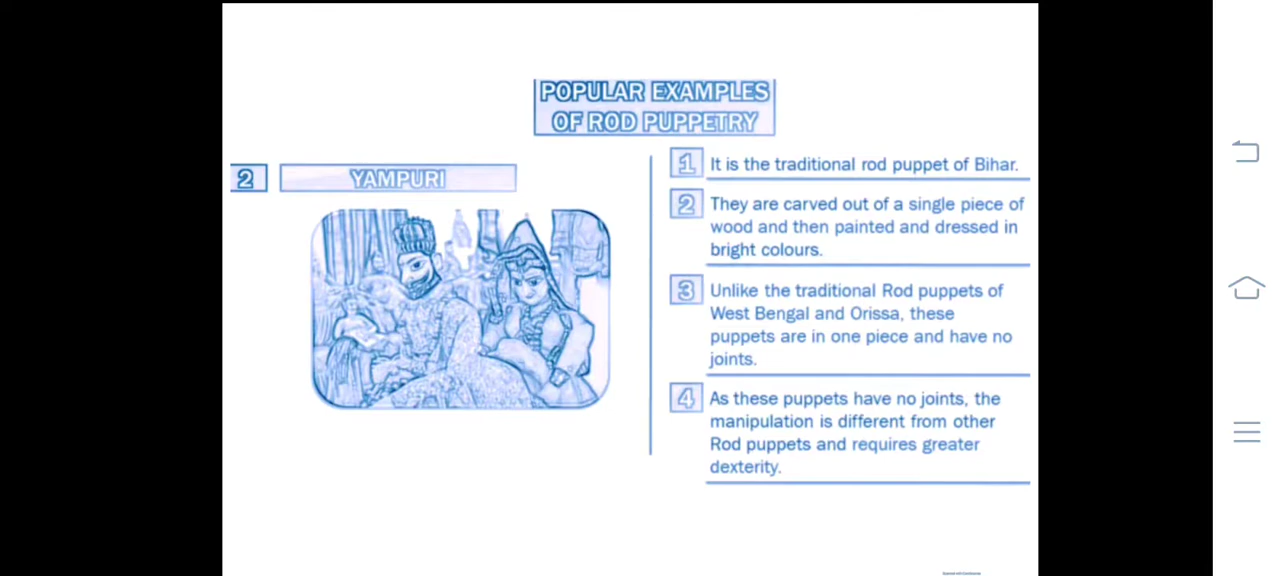 POPULAR EXAMPLES
OF ROD PUPPETRY
2 YAMPURI
1 It is the traditional rod puppet of Bihar.
2 They are carved out of a single piece of
wood and then painted and dressed in
bright colours.
3 Unlike the traditional Rod puppets of
West Bengal and Orissa, these
puppets are in one piece and have no
joints.
4 As these puppets have no joints, the
manipulation is different from other
Rod puppets and requires greater
dexterity.